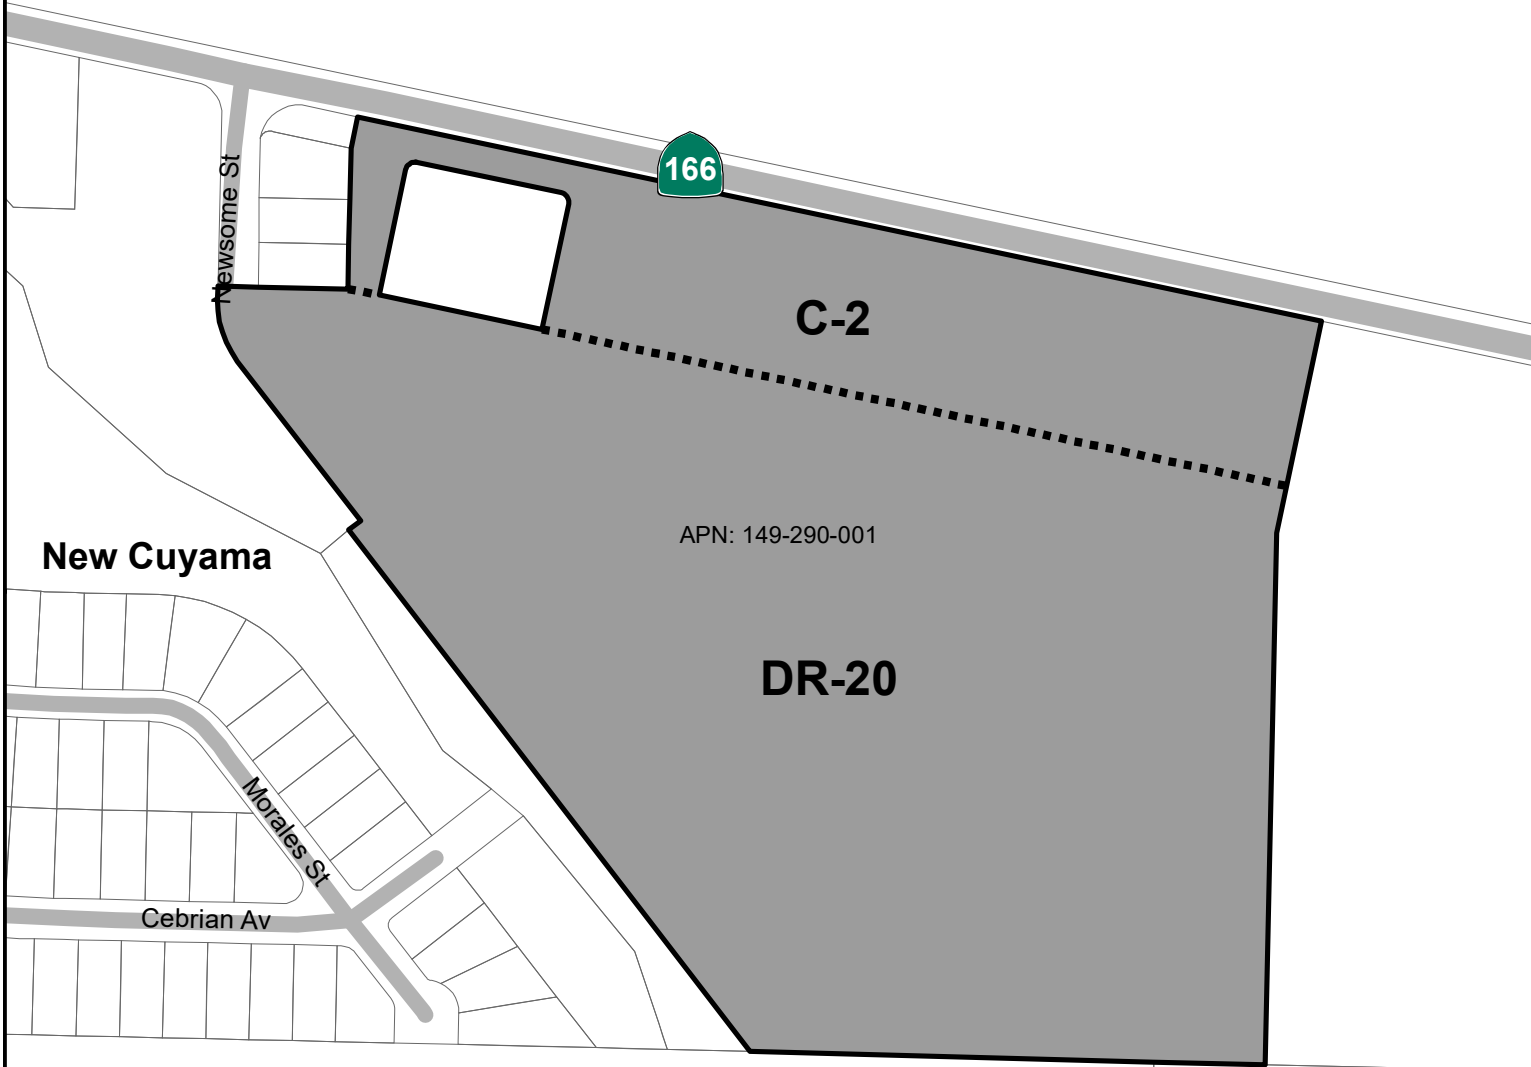 166
Newsome St
C-2
APN: 149-290-001
New Cuyama
DR-20
Morales St
Cebrian Av